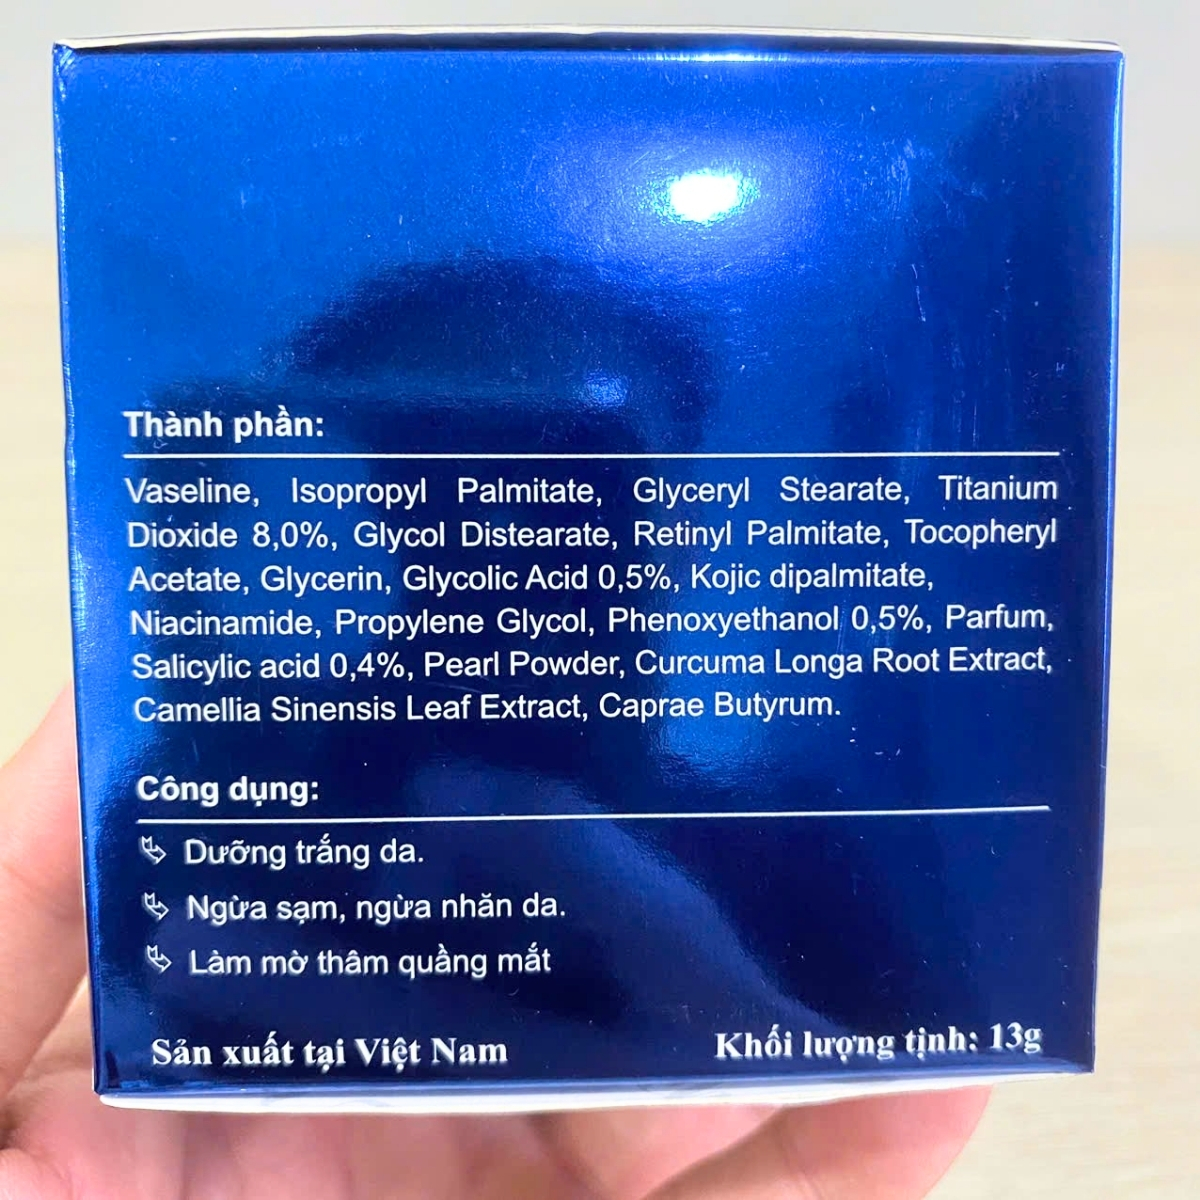 Thành phần:
Vaseline, Isopropyl Palmitate, Glyceryl Stearate, Titanium
Dioxide 8,0%, Glycol Distearate, Retinyl Palmitate, Tocopheryl
Acetate, Glycerin, Glycolic Acid 0,5%, Kojic dipalmitate,
Niacinamide, Propylene Glycol, Phenoxyethanol 0,5%, Parfum,
Salicylic acid 0,4%, Pearl Powder, Curcuma Longa Root Extract,
Camellia Sinensis Leaf Extract, Caprae Butyrum.
Công dụng:
Dưỡng trắng da.
Ngừa sạm, ngừa nhăn da.
Làm mờ thâm quầng mắt
Sản xuất tại Việt Nam
Khối lượng tịnh: 13g